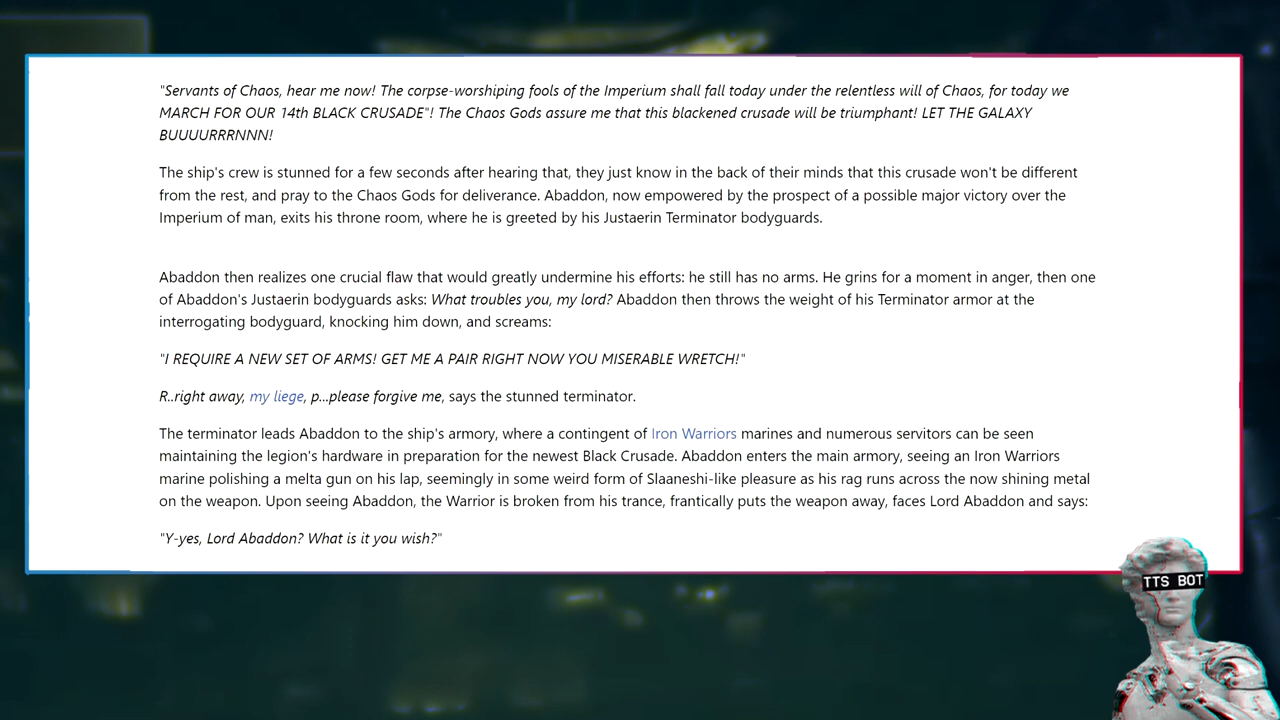 "Servants of Chaos, hear me now! The corpse-worshiping fools of the Imperium shall fall today under the relentless will of Chaos, for today we
MARCH FOR OUR 14th BLACK CRUSADE"! The Chaos Gods assure me that this blackened crusade will be triumphant! LET THE GALAXY
BUUUURRRNNN!
The ship's crew is stunned for a few seconds after hearing that, they just know in the back of their minds that this crusade won't be different
from the rest, and pray to the Chaos Gods for deliverance. Abaddon, now empowered by the prospect of a possible major victory over the
Imperium of man, exits his throne room, where he is greeted by his Justaerin Terminator bodyguards.
Abaddon then realizes one crucial flaw that would greatly undermine his efforts: he still has no arms. He grins for a moment in anger, then one
of Abaddon's Justaerin bodyguards asks: What troubles you, my lord? Abaddon then throws the weight of his Terminator armor at the
interrogating bodyguard, knocking him down, and screams:
"I REQUIRE A NEW SET OF ARMS! GET ME A PAIR RIGHT NOW YOU MISERABLE WRETCH!"
R..right away, my liege, p...please forgive me, says the stunned terminator.
The terminator leads Abaddon to the ship's armory, where a contingent of Iron Warriors marines and numerous servitors can be seen
maintaining the legion's hardware in preparation for the newest Black Crusade. Abaddon enters the main armory, seeing an Iron Warriors
marine polishing a melta gun on his lap, seemingly in some weird form of Slaaneshi-like pleasure as his rag runs across the now shining metal
on the weapon. Upon seeing Abaddon, the Warrior is broken from his trance, frantically puts the weapon away, faces Lord Abaddon and says:
"Y-yes, Lord Abaddon? What is it you wish?"
TTS BOT